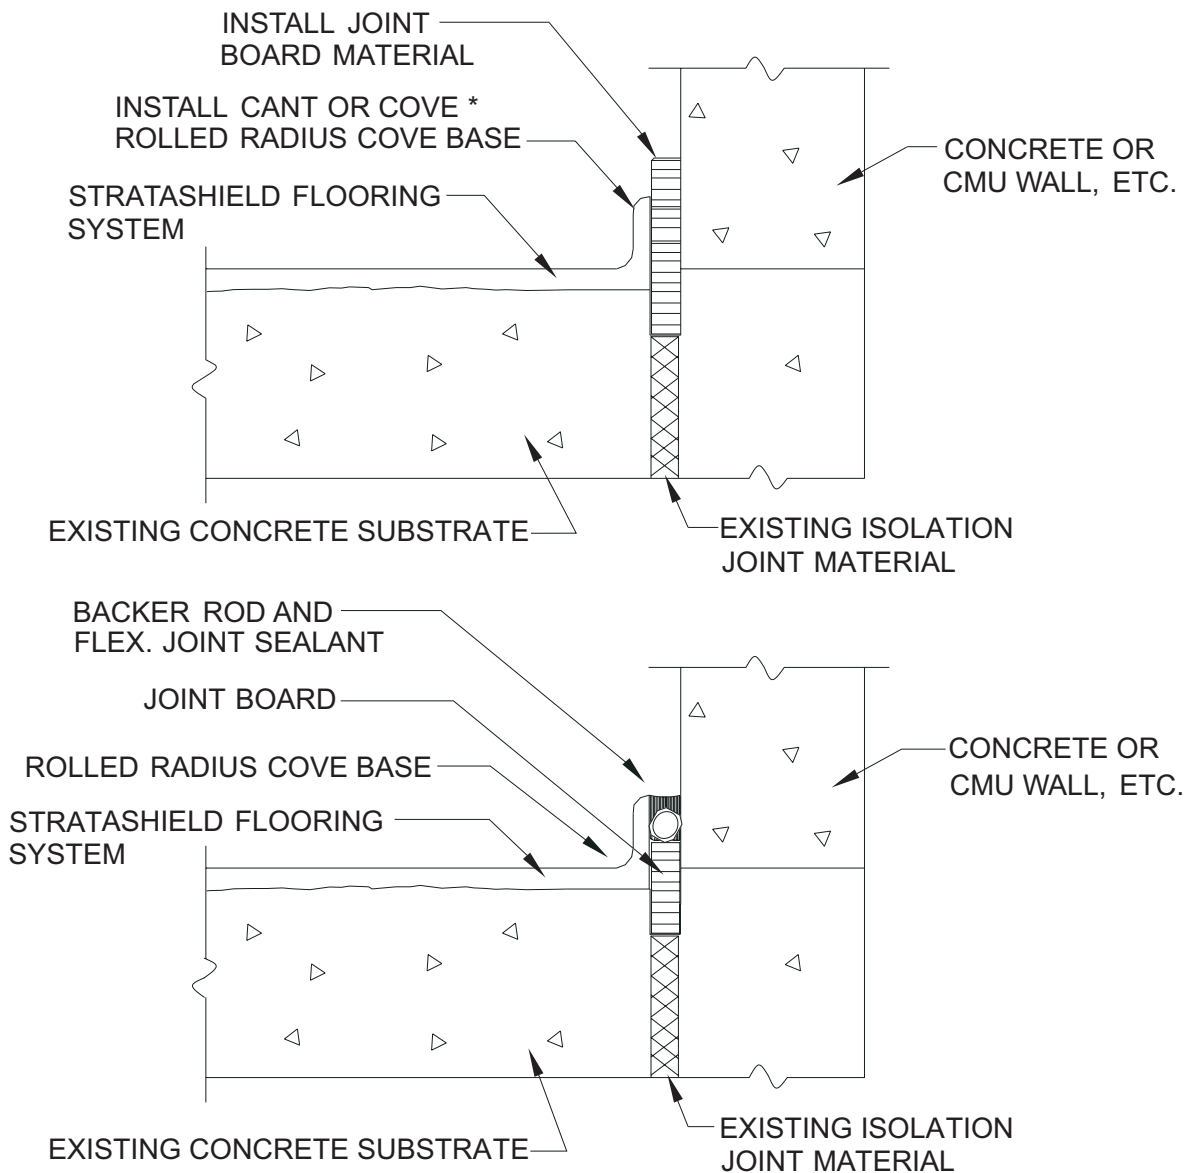 INSTALL JOINT
BOARD MATERIAL
INSTALL CANT OR COVE *
ROLLED RADIUS COVE BASE
STRATASHIELD FLOORING
SYSTEM
CONCRETE OR
CMU WALL, ETC.
EXISTING CONCRETE SUBSTRATE
EXISTING ISOLATION
JOINT MATERIAL
BACKER ROD AND
FLEX. JOINT SEALANT
JOINT BOARD
ROLLED RADIUS COVE BASE
STRATASHIELD FLOORING
SYSTEM
CONCRETE OR
CMU WALL, ETC.
EXISTING CONCRETE SUBSTRATE
EXISTING ISOLATION
JOINT MATERIAL